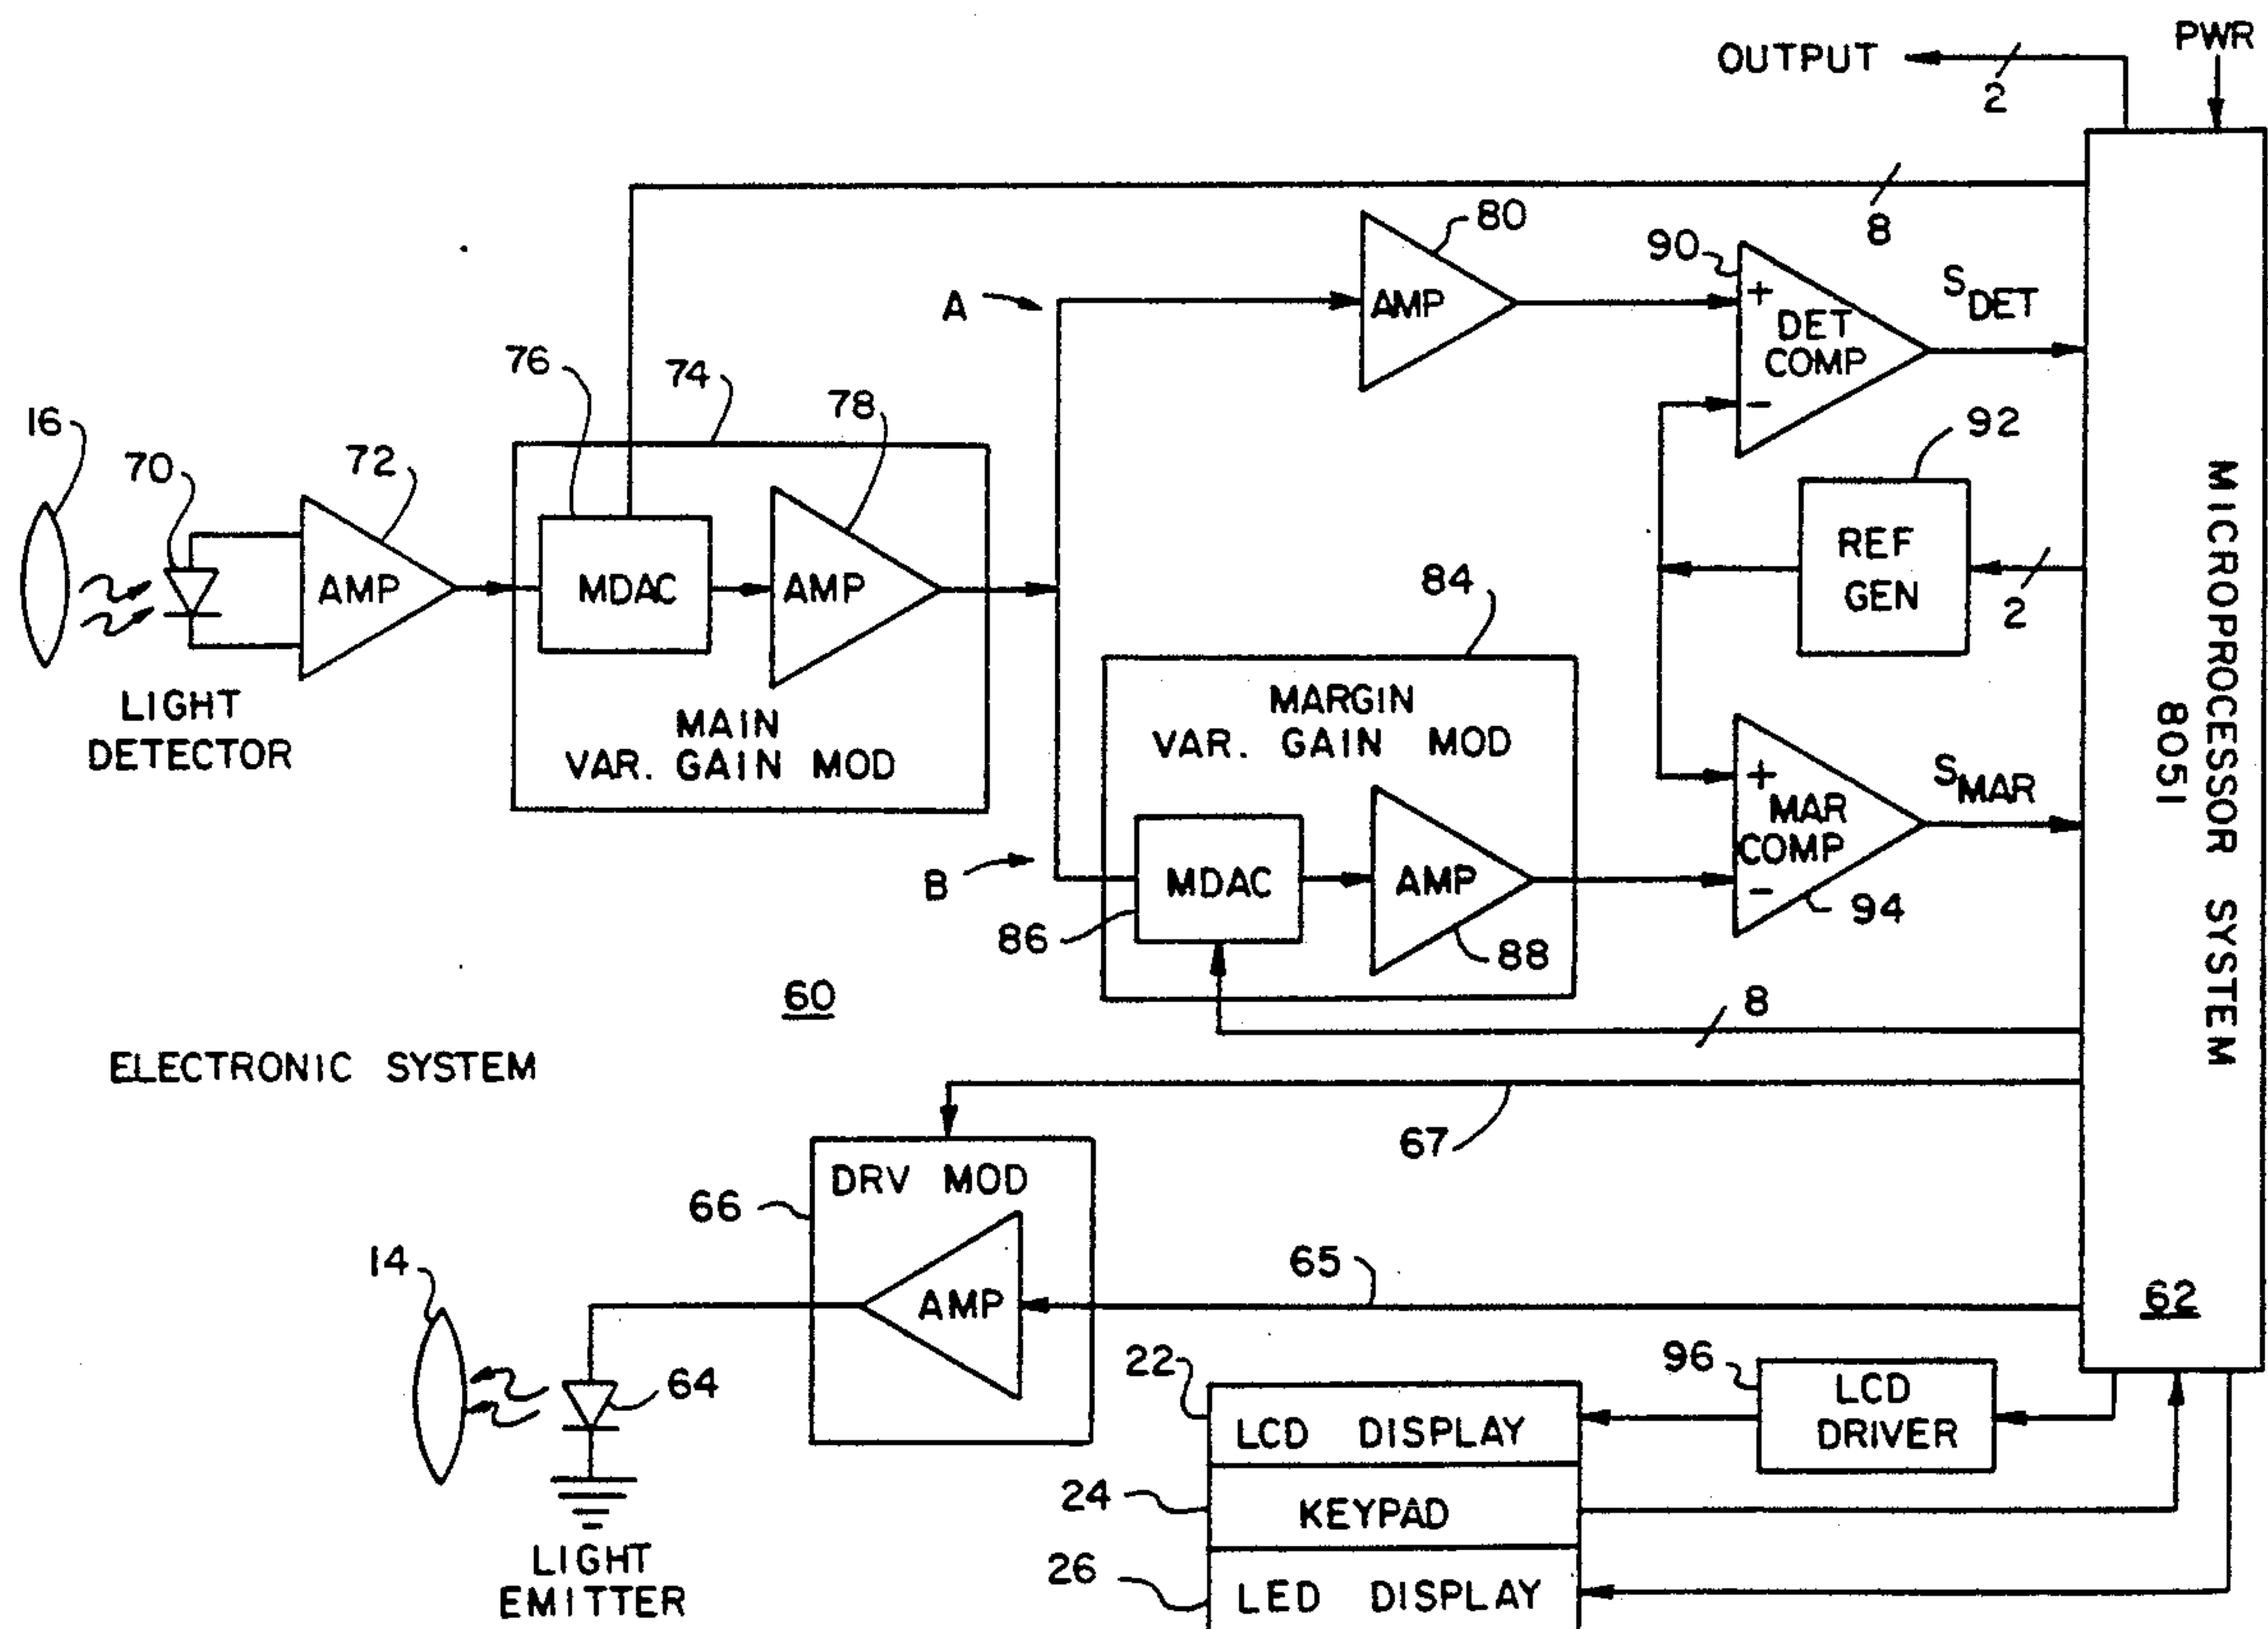 OUTPUT
2
PWR
8
80
90
+
DET
COMP
-
S DET
A
AMP
76
74
78
16
70
72
AMP
MDAC
AMP
LIGHT
DETECTOR
MAIN
VAR. GAIN MOD
92
REF
GEN
2
84
MARGIN
VAR. GAIN MOD
MDAC
AMP
86
88
B
+
MAR
COMP
-
94
S MAR
8
MICROPROCESSOR SYSTEM
8051
62
60
ELECTRONIC SYSTEM
67
DRV MOD
66
AMP
65
14
64
LIGHT
EMITTER
22
LCD DISPLAY
96
LCD
DRIVER
24
KEYPAD
26
LED DISPLAY